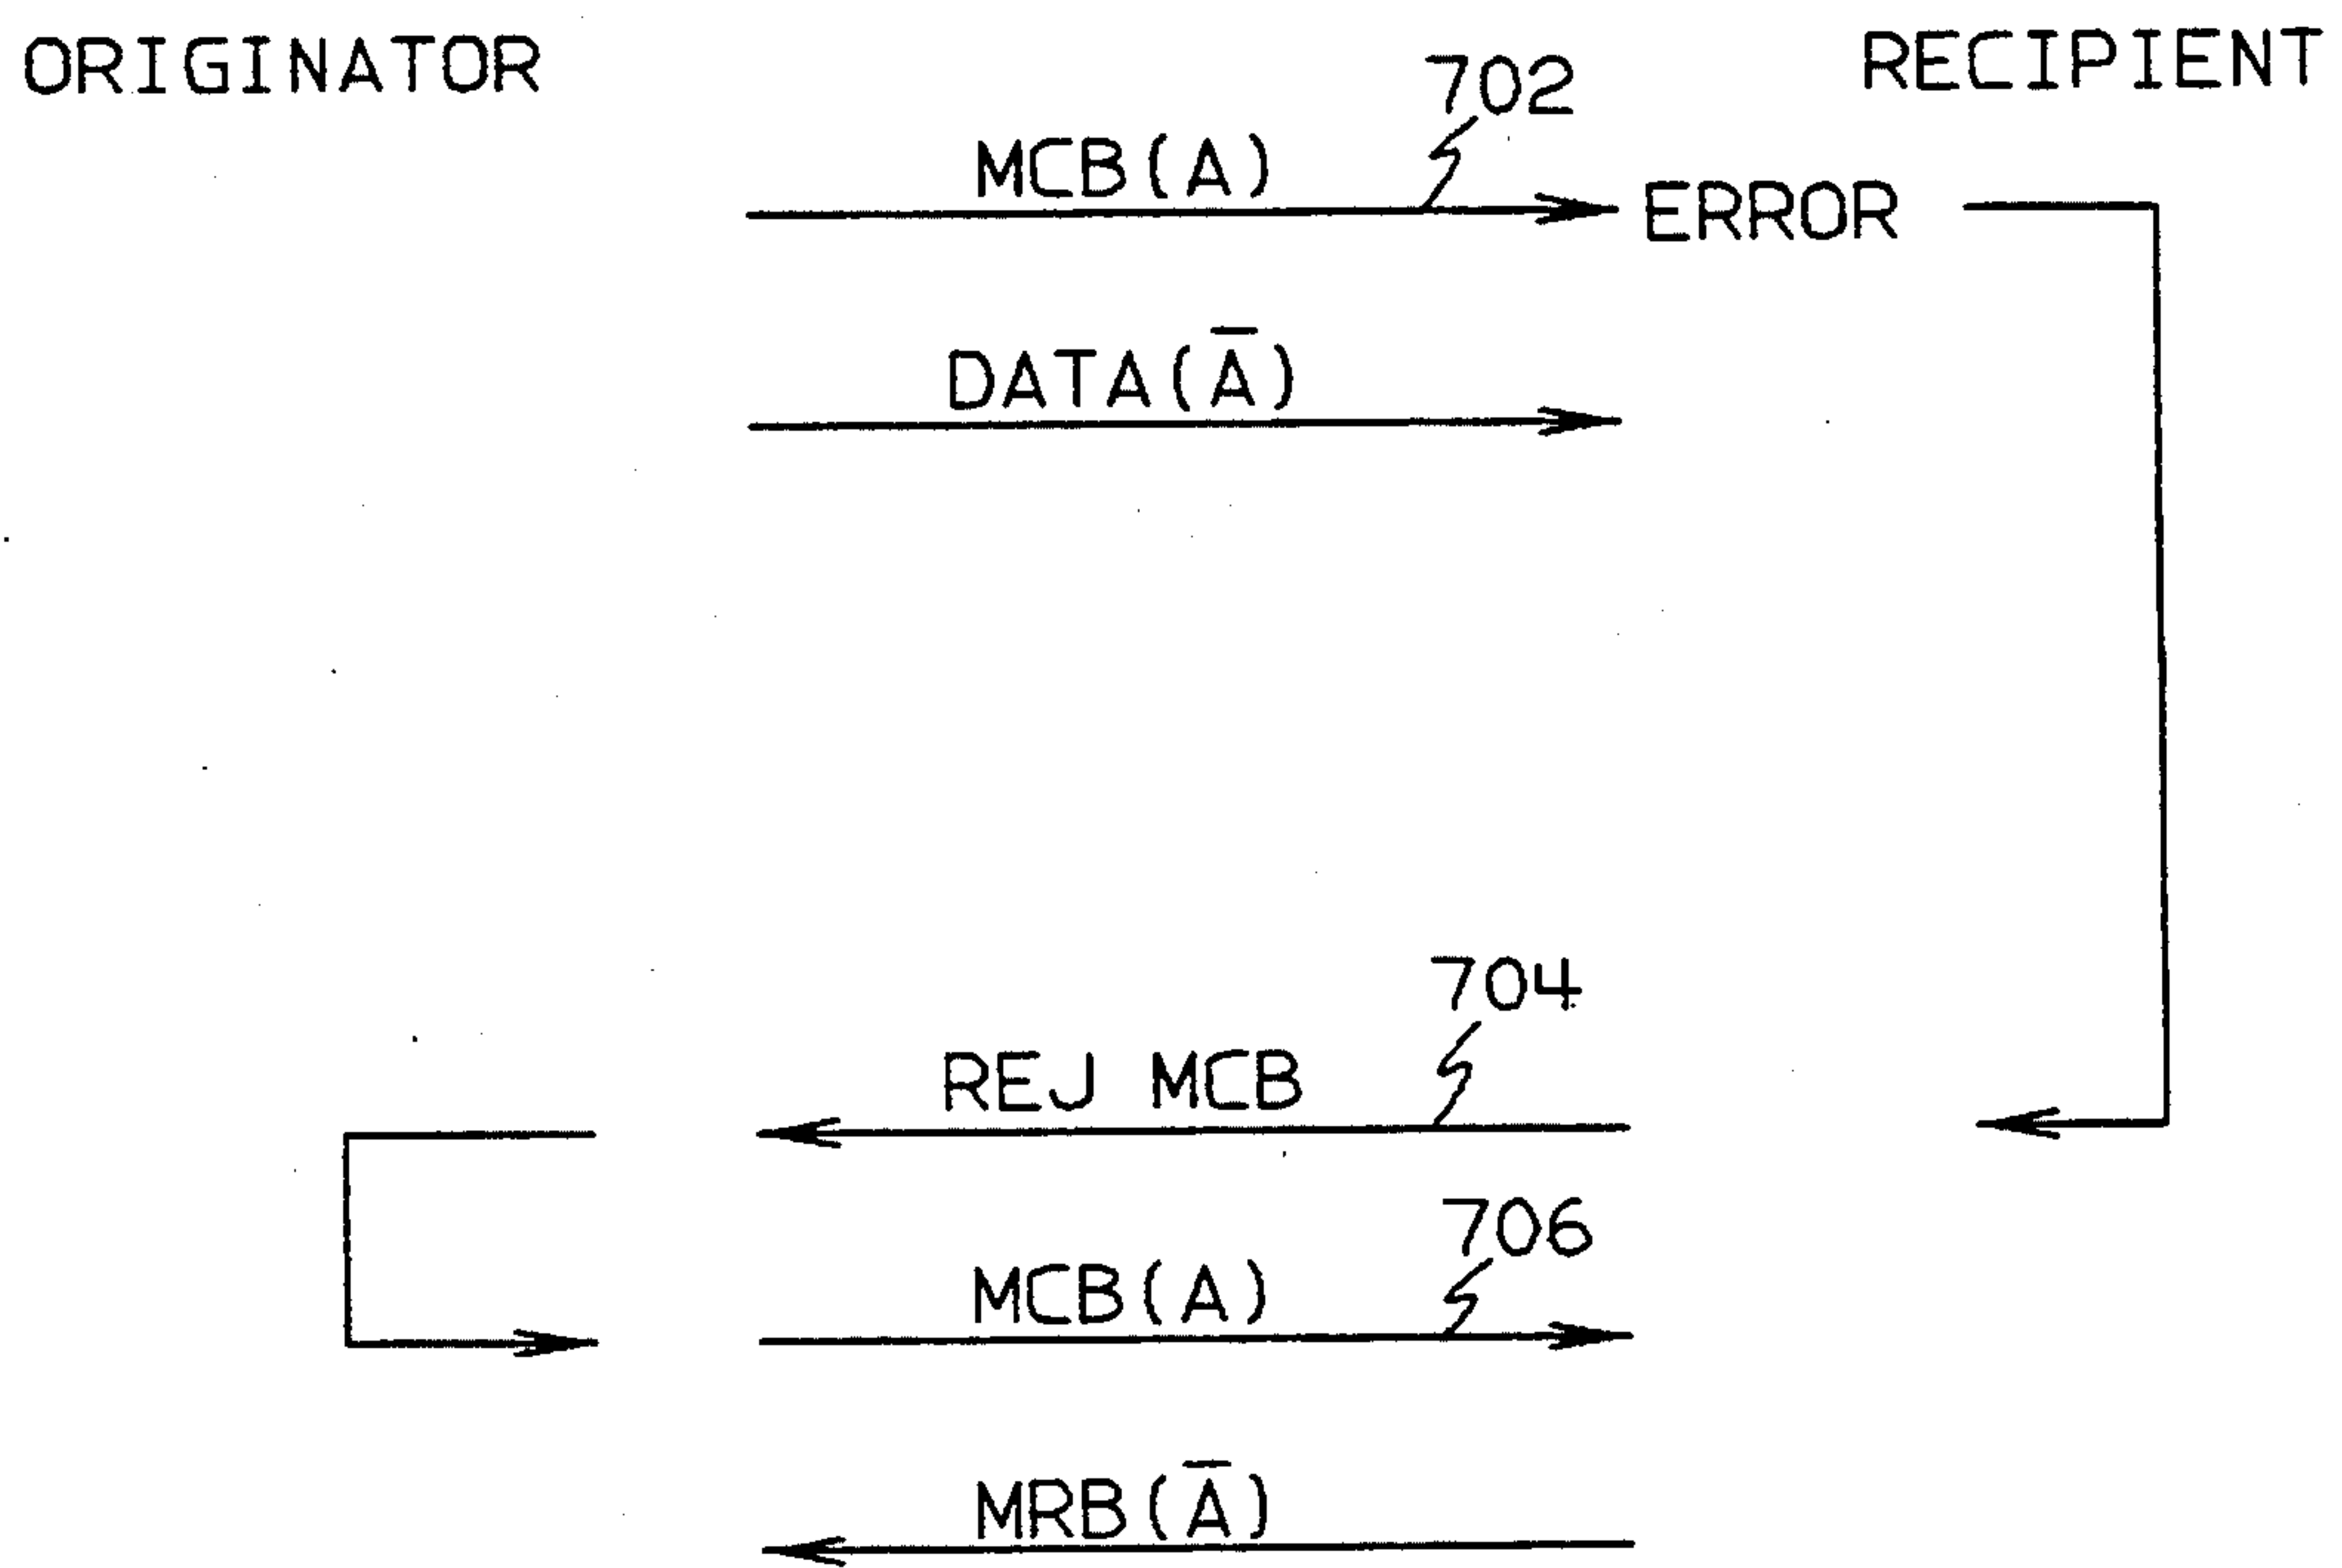 ORIGINATOR RECIPIENT
702
MCB(A) ERROR
DATA(A̅)
704
REJ MCB
706
MCB(A)
MRB(A̅)